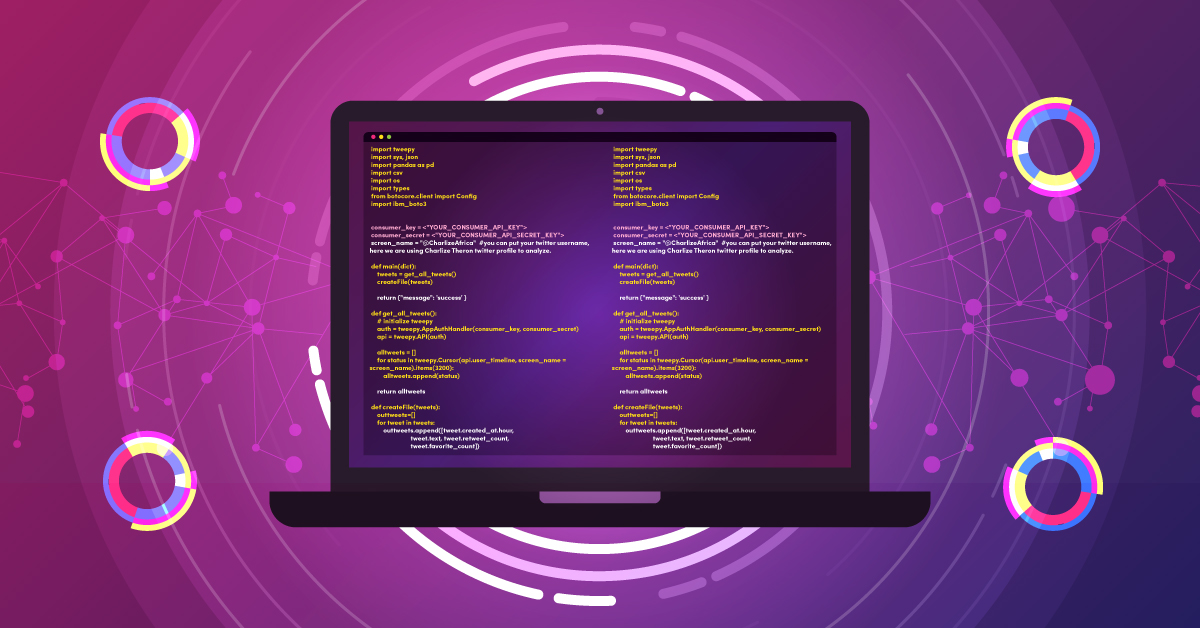 import tweepy
import sys, json
import pandas as pd
import csv
import os
import types
from botocore.client import Config
import ibm_boto3
consumer_key = <"YOUR_CONSUMER_API_KEY">
consumer_secret = <"YOUR_CONSUMER_API_SECRET_KEY">
screen_name = "@CharlizeAfrica" #you can put your twitter username,
here we are using Charlize Theron twitter profile to analyze.
def main(dict):
tweets = get_all_tweets()
createFile(tweets)
return {"message": 'success' }
def get_all_tweets():
# initialize tweepy
auth = tweepy.AppAuthHandler(consumer_key, consumer_secret)
api = tweepy.API(auth)
alltweets = []
for status in tweepy.Cursor(api.user_timeline, screen_name =
screen_name).items(3200):
alltweets.append(status)
return alltweets
def createFile(tweets):
outtweets=[]
for tweet in tweets:
outtweets.append([tweet.created_at.hour,
tweet.text, tweet.retweet_count,
tweet.favorite_count])
import tweepy
import sys, json
import pandas as pd
import csv
import os
import types
from botocore.client import Config
import ibm_boto3
consumer_key = <"YOUR_CONSUMER_API_KEY">
consumer_secret = <"YOUR_CONSUMER_API_SECRET_KEY">
screen_name = "@CharlizeAfrica" #you can put your twitter username,
here we are using Charlize Theron twitter profile to analyze.
def main(dict):
tweets = get_all_tweets()
createFile(tweets)
return {"message": 'success' }
def get_all_tweets():
# initialize tweepy
auth = tweepy.AppAuthHandler(consumer_key, consumer_secret)
api = tweepy.API(auth)
alltweets = []
for status in tweepy.Cursor(api.user_timeline, screen_name =
screen_name).items(3200):
alltweets.append(status)
return alltweets
def createFile(tweets):
outtweets=[]
for tweet in tweets:
outtweets.append([tweet.created_at.hour,
tweet.text, tweet.retweet_count,
tweet.favorite_count])